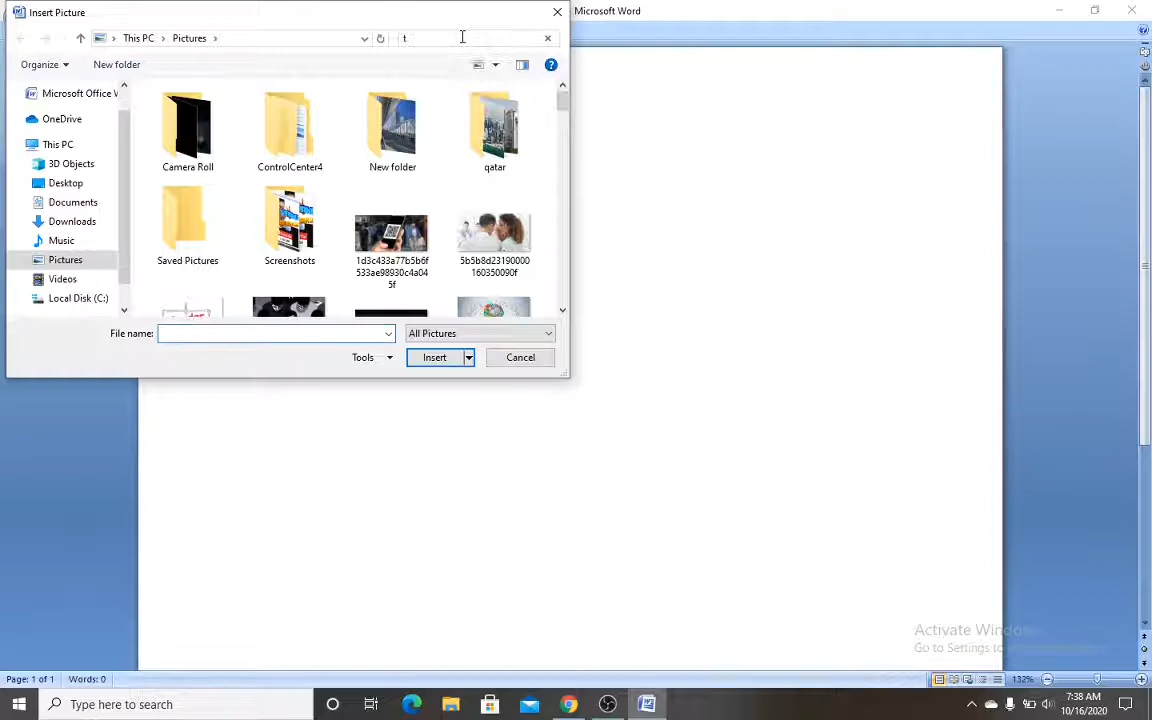 Insert Picture
Microsoft Word
This PC
Pictures
t
Organize
New folder
Microsoft Office W
OneDrive
This PC
3D Objects
Desktop
Documents
Downloads
Music
Pictures
Videos
Local Disk (C:)
Camera Roll
ControlCenter4
New folder
qatar
Saved Pictures
Screenshots
1d3c433a77b5b6f
533ae98930c4a04
5f
5b5b8d23190000
160350090f
File name:
All Pictures
Tools
Insert
Cancel
Activate Windo
Go to Settings to
Page: 1 of 1
Words: 0
132%
Type here to search
7:38 AM
10/16/2020